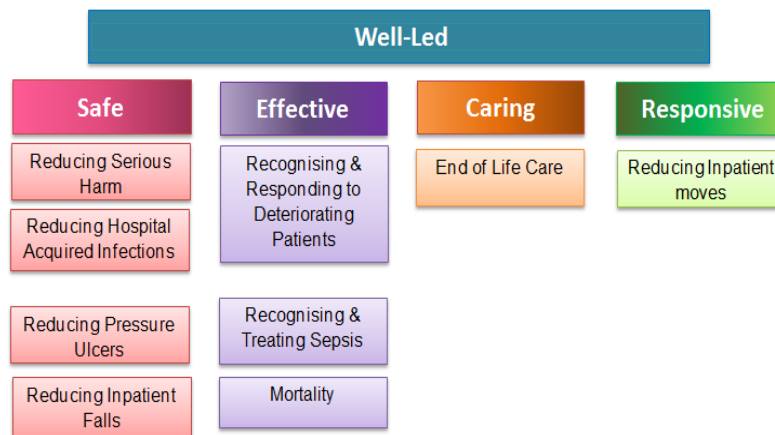 Well-Led
Safe
Reducing Serious
Harm
Reducing Hospital
Acquired Infections
Reducing Pressure
Ulcers
Reducing Inpatient
Falls
Effective
Recognising &
Responding to
Deteriorating
Patients
Recognising &
Treating Sepsis
Mortality
Caring
End of Life Care
Responsive
Reducing Inpatient
moves